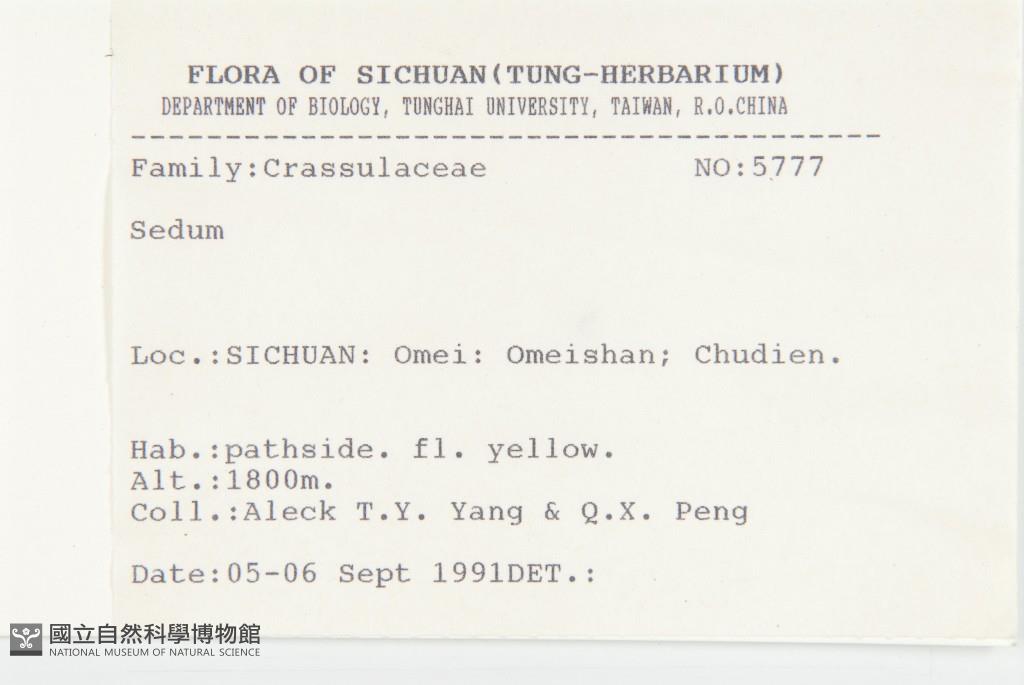 FLORA OF SICHUAN(TUNG-HERBARIUM)
DEPARTMENT OF BIOLOGY, TUNGHAI UNIVERSITY, TAIWAN, R.O.CHINA
----------------------------------------
Family:Crassulaceae NO:5777
Sedum
Loc.:SICHUAN: Omei: Omeishan; Chudien.
Hab.:pathside. fl. yellow.
Alt.:1800m.
Coll.:Aleck T.Y. Yang & Q.X. Peng
Date:05-06 Sept 1991DET.:
國立自然科學博物館
NATIONAL MUSEUM OF NATURAL SCIENCE